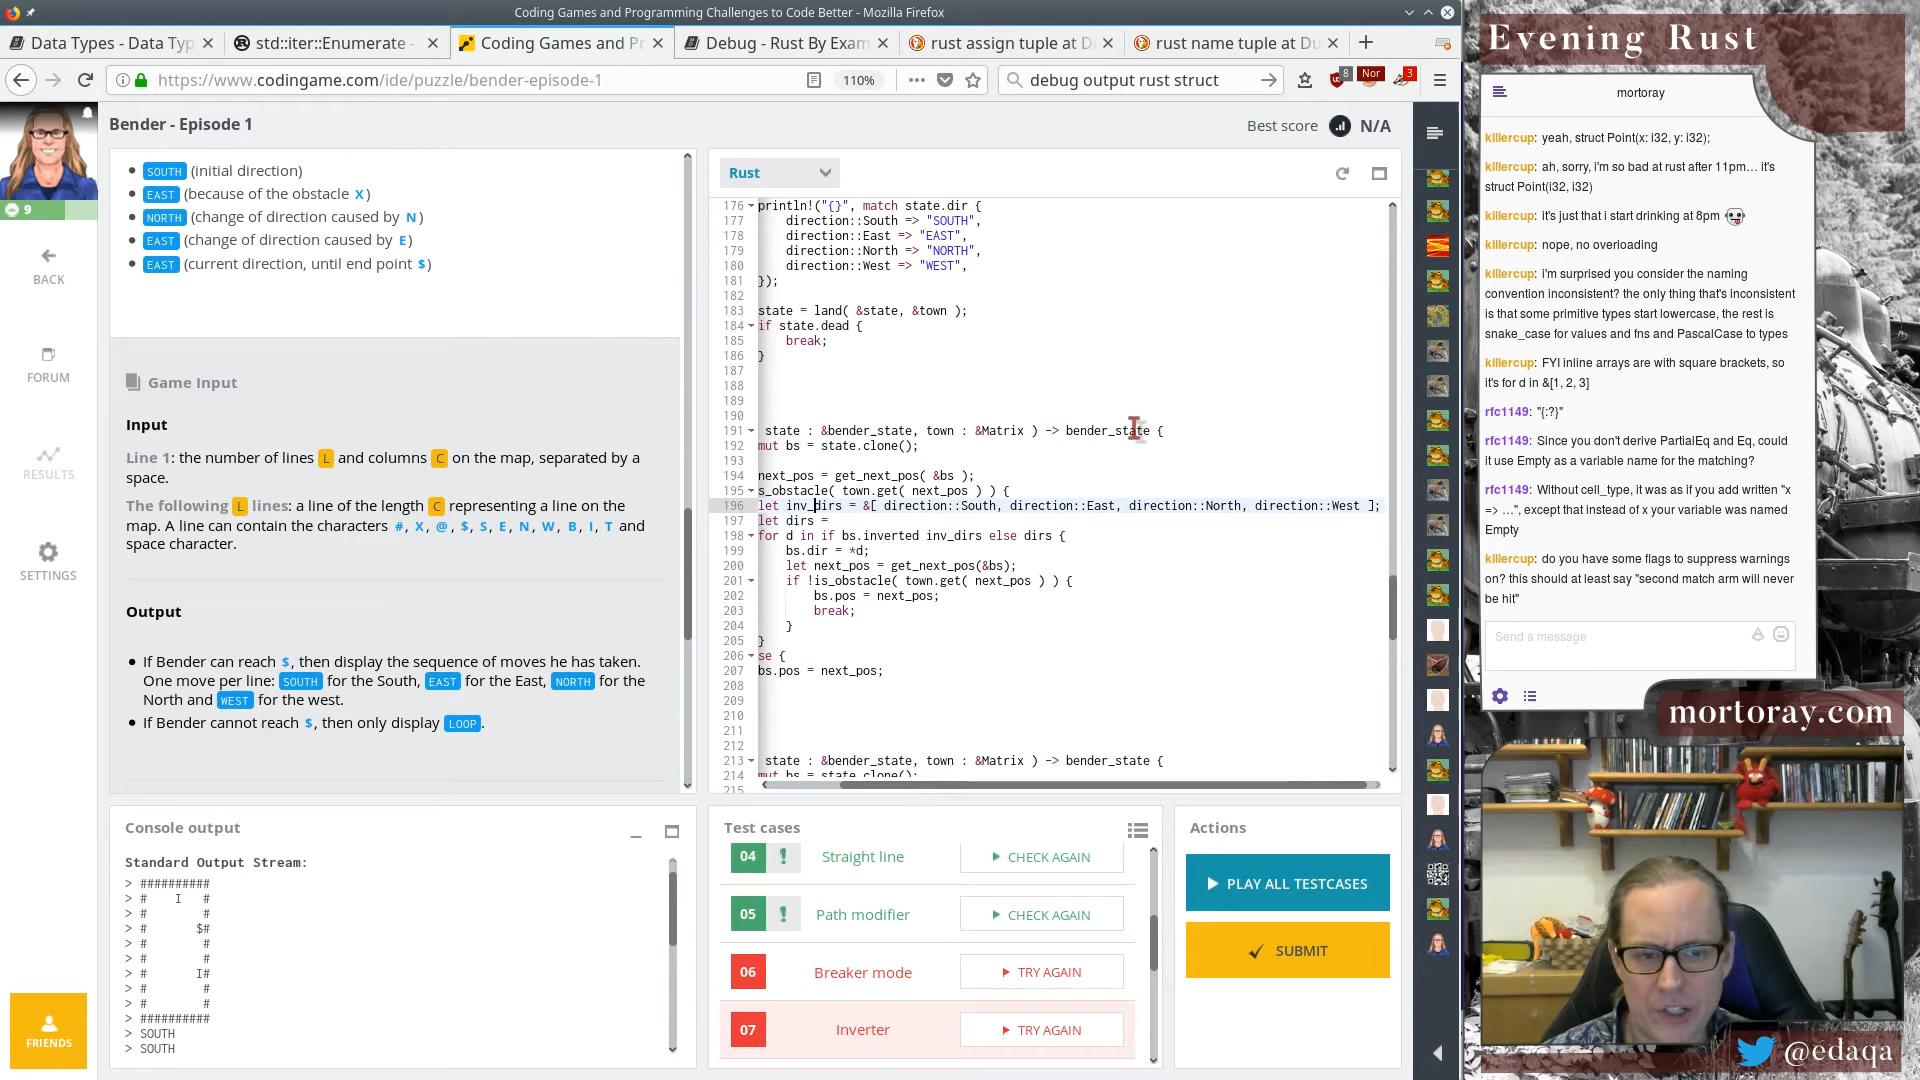 Coding Games and Programming Challenges to Code Better - Mozilla Firefox
Data Types - Data Typ
std::iter::Enumerate -
Coding Games and Pr
Debug - Rust By Exam
rust assign tuple at D
rust name tuple at Du
https://www.codingame.com/ide/puzzle/bender-episode-1
110%
debug output rust struct
8
Nor
3
Bender - Episode 1
Best score
N/A
9
BACK
FORUM
RESULTS
SETTINGS
FRIENDS
SOUTH (initial direction)
EAST (because of the obstacle X)
NORTH (change of direction caused by N)
EAST (change of direction caused by E)
EAST (current direction, until end point $)
Game Input
Input
Line 1: the number of lines L and columns C on the map, separated by a
space.
The following L lines: a line of the length C representing a line on the
map. A line can contain the characters #, X, @, $, S, E, N, W, B, I, T and
space character.
Output
If Bender can reach $, then display the sequence of moves he has taken.
One move per line: SOUTH for the South, EAST for the East, NORTH for the
North and WEST for the west.
If Bender cannot reach $, then only display LOOP.
Rust
176 println!("{}", match state.dir {
177 direction::South => "SOUTH",
178 direction::East => "EAST",
179 direction::North => "NORTH",
180 direction::West => "WEST",
181 });
182
183 state = land( &state, &town );
184 if state.dead {
185 break;
186 }
187
188
189
190
191 state : &bender_state, town : &Matrix ) -> bender_state {
192 mut bs = state.clone();
193
194 next_pos = get_next_pos( &bs );
195 s_obstacle( town.get( next_pos ) ) {
196 let inv_dirs = &[ direction::South, direction::East, direction::North, direction::West ];
197 let dirs =
198 for d in if bs.inverted inv_dirs else dirs {
199 bs.dir = *d;
200 let next_pos = get_next_pos(&bs);
201 if !is_obstacle( town.get( next_pos ) ) {
202 bs.pos = next_pos;
203 break;
204 }
205 }
206 se {
207 bs.pos = next_pos;
208
209
210
211
212
213 state : &bender_state, town : &Matrix ) -> bender_state {
214 mut bs = state.clone();
215
Console output
Standard Output Stream:
> ##########
> # I #
> # #
> # $#
> # #
> # #
> # I#
> # #
> # #
> ##########
> SOUTH
> SOUTH
Test cases
04 Straight line CHECK AGAIN
05 Path modifier CHECK AGAIN
06 Breaker mode TRY AGAIN
07 Inverter TRY AGAIN
Actions
PLAY ALL TESTCASES
SUBMIT
Evening Rust
mortoray
killercup: yeah, struct Point(x: i32, y: i32);
killercup: ah, sorry, i'm so bad at rust after 11pm… it's
struct Point(i32, i32)
killercup: it's just that i start drinking at 8pm
killercup: nope, no overloading
killercup: i'm surprised you consider the naming
convention inconsistent? the only thing that's inconsistent
is that some primitive types start lowercase, the rest is
snake_case for values and fns and PascalCase to types
killercup: FYI inline arrays are with square brackets, so
it's for d in &[1, 2, 3]
rfc1149: "{:?}"
rfc1149: Since you don't derive PartialEq and Eq, could
it use Empty as a variable name for the matching?
rfc1149: Without cell_type, it was as if you add written "x
=> …", except that instead of x your variable was named
Empty
killercup: do you have some flags to suppress warnings
on? this should at least say "second match arm will never
be hit"
Send a message
mortoray.com
@edaqa